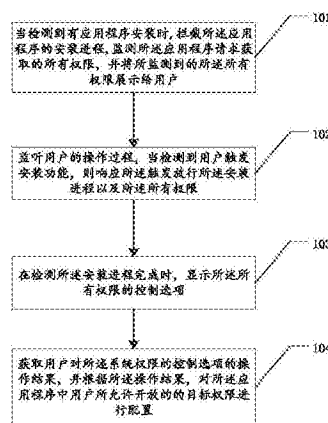 101
当检测到有应用程序安装时，拦截所述应用
程序的安装进程，监测所述应用程序请求获
取的所有权限，并将所监测到的所述所有
权限展示给用户
102
监听用户的操作过程，当检测到用户触发
安装功能，则响应所述触发放行所述安装
进程以及所述所有权限
103
在检测所述安装进程完成时，显示所述所
有权限的控制选项
104
获取用户对所述系统权限的控制选项的操
作结果，并根据所述操作结果，对所述应
用程序中用户所允许开放的的目标权限进
行配置